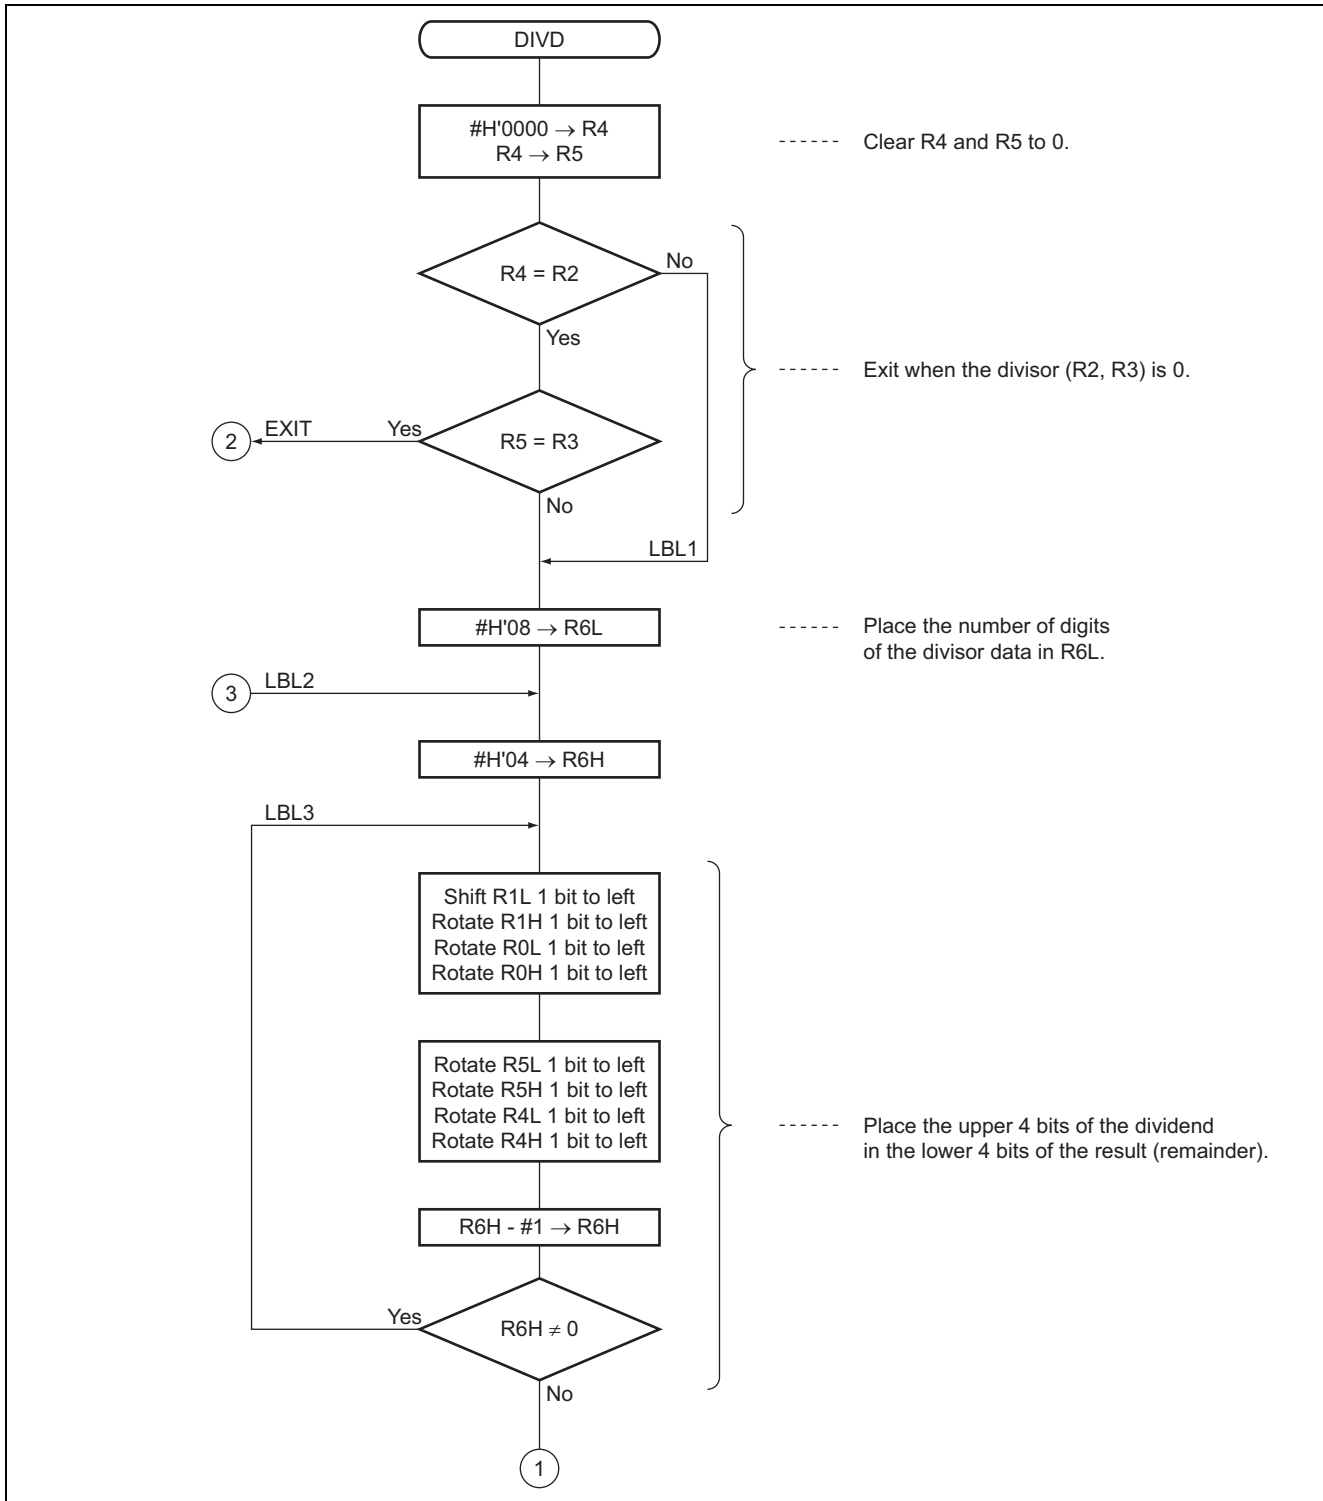 DIVD
#H'0000 → R4
R4 → R5
Clear R4 and R5 to 0.
R4 = R2
No
Yes
Exit when the divisor (R2, R3) is 0.
2
EXIT
Yes
R5 = R3
No
LBL1
#H'08 → R6L
Place the number of digits
of the divisor data in R6L.
3
LBL2
#H'04 → R6H
LBL3
Shift R1L 1 bit to left
Rotate R1H 1 bit to left
Rotate R0L 1 bit to left
Rotate R0H 1 bit to left
Rotate R5L 1 bit to left
Rotate R5H 1 bit to left
Rotate R4L 1 bit to left
Rotate R4H 1 bit to left
Place the upper 4 bits of the dividend
in the lower 4 bits of the result (remainder).
R6H - #1 → R6H
Yes
R6H ≠ 0
No
1